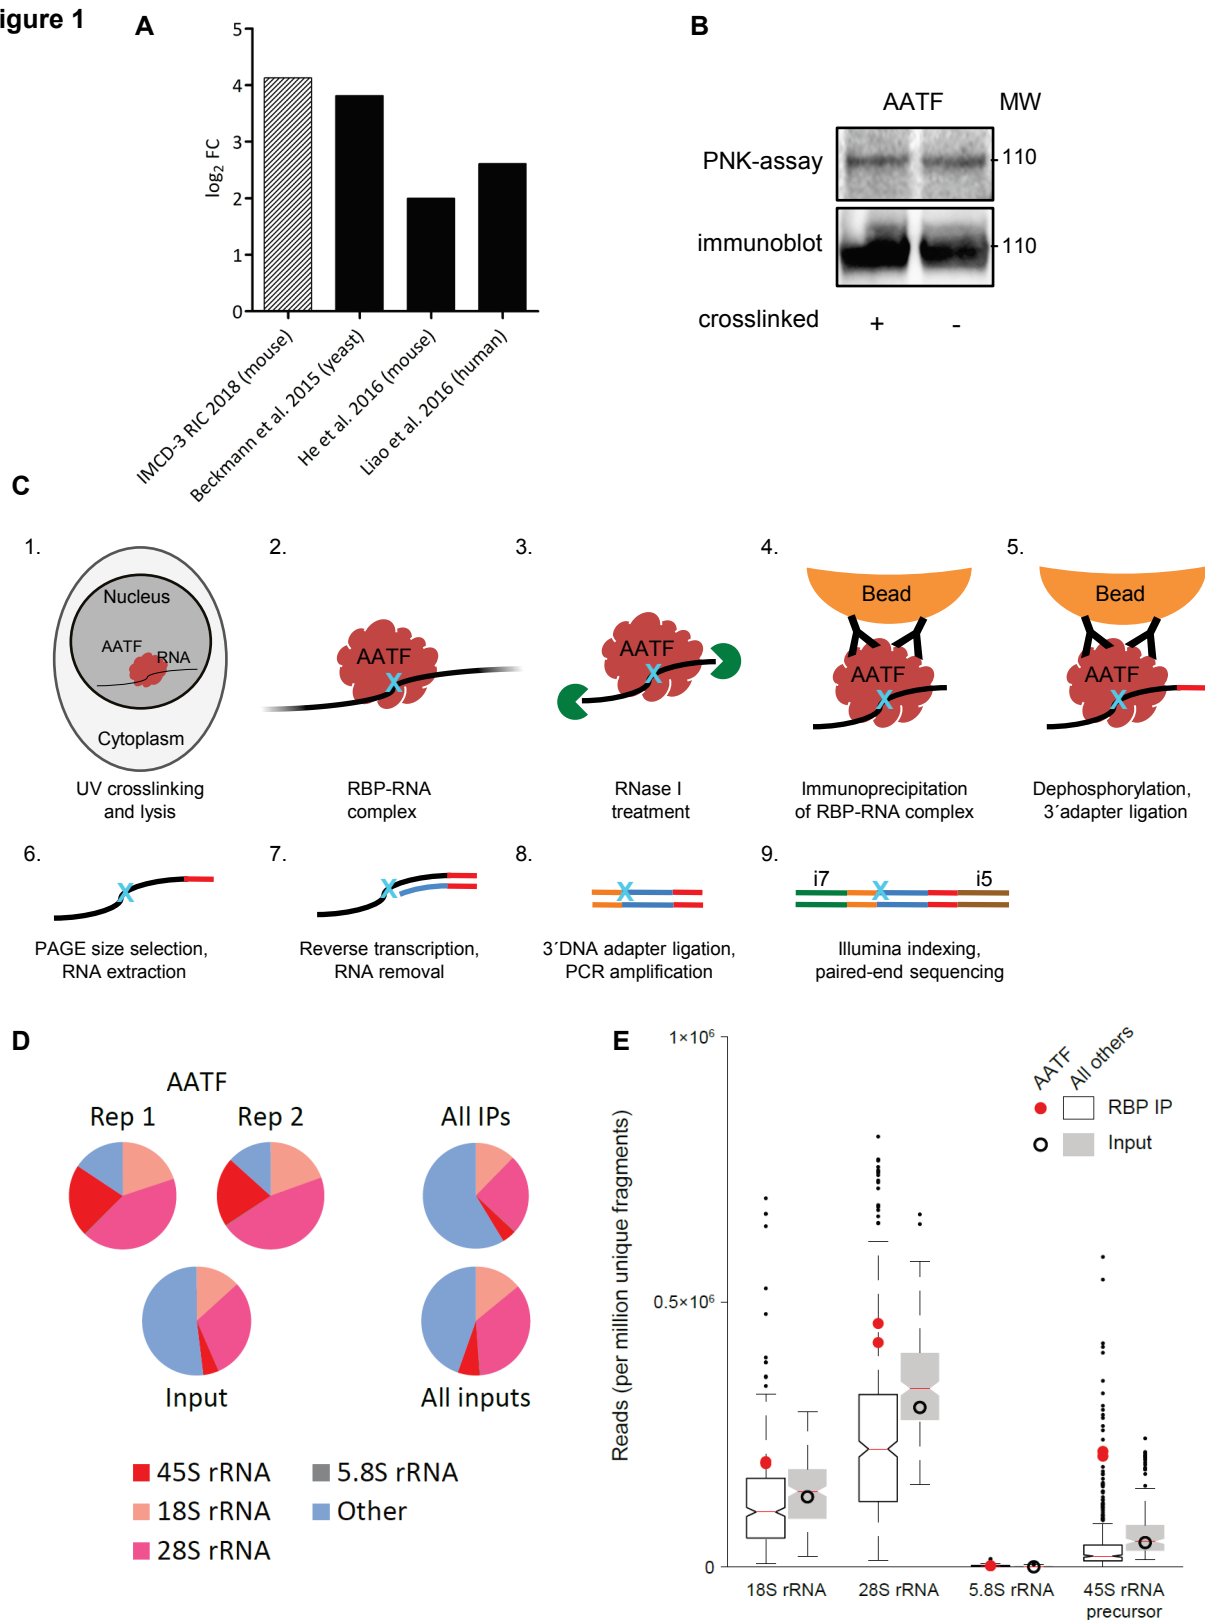 igure 1
A
5
4
3
2
1
0
log2 FC
IMCD-3 RIC 2018 (mouse)
Beckmann et al. 2015 (yeast)
He et al. 2016 (mouse)
Liao et al. 2016 (human)
B
AATF MW
PNK-assay
110
immunoblot
110
crosslinked + -
C
1.
Nucleus
AATF
RNA
Cytoplasm
UV crosslinking
and lysis
2.
AATF
X
RBP-RNA
complex
3.
AATF
X
RNase I
treatment
4.
Bead
AATF
X
Immunoprecipitation
of RBP-RNA complex
5.
Bead
AATF
X
Dephosphorylation,
3´adapter ligation
6.
X
PAGE size selection,
RNA extraction
7.
X
Reverse transcription,
RNA removal
8.
X
3´DNA adapter ligation,
PCR amplification
9.
i7 i5
X
Illumina indexing,
paired-end sequencing
D
AATF
Rep 1 Rep 2 All IPs
Input All inputs
45S rRNA
18S rRNA
28S rRNA
5.8S rRNA
Other
E
1×10⁶
0.5×10⁶
0
Reads (per million unique fragments)
AATF
All others
RBP IP
Input
18S rRNA
28S rRNA
5.8S rRNA
45S rRNA
precursor